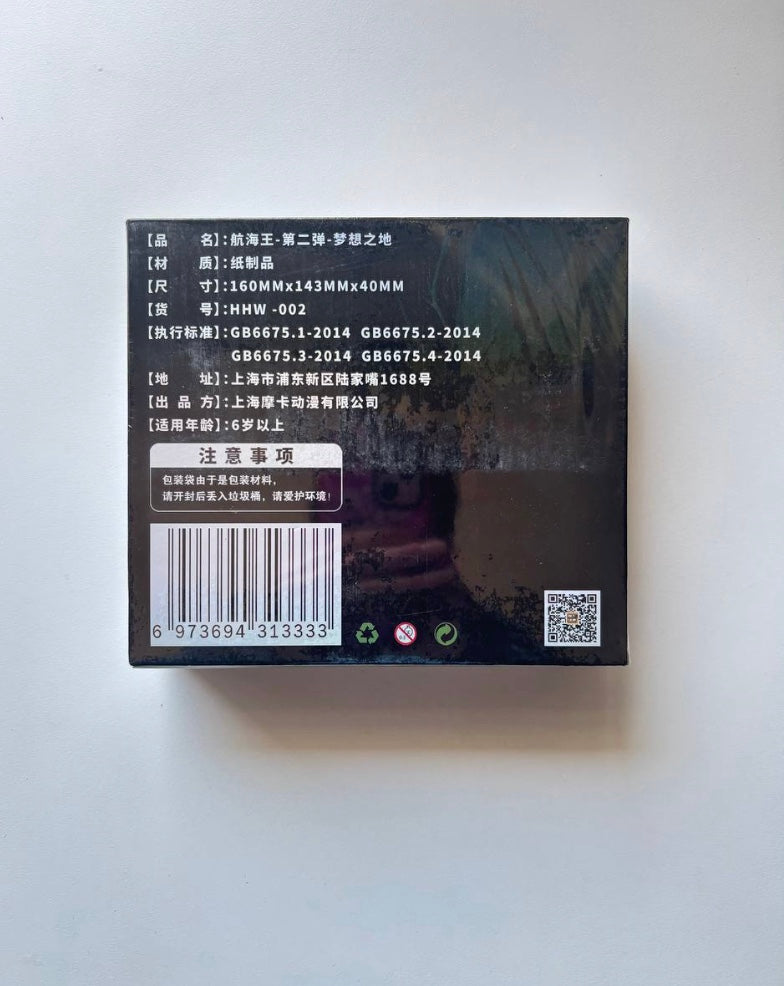 【品 名】:航海王-第二弹-梦想之地
【材 质】:纸制品
【尺 寸】:160MMx143MMx40MM
【货 号】:HHW -002
【执行标准】:GB6675.1-2014 GB6675.2-2014
GB6675.3-2014 GB6675.4-2014
【地 址】:上海市浦东新区陆家嘴1688号
【出 品 方】:上海摩卡动漫有限公司
【适用年龄】:6岁以上
注意事项
包装袋由于是包装材料,
请开封后丢入垃圾桶, 请爱护环境!
6 973694 313333